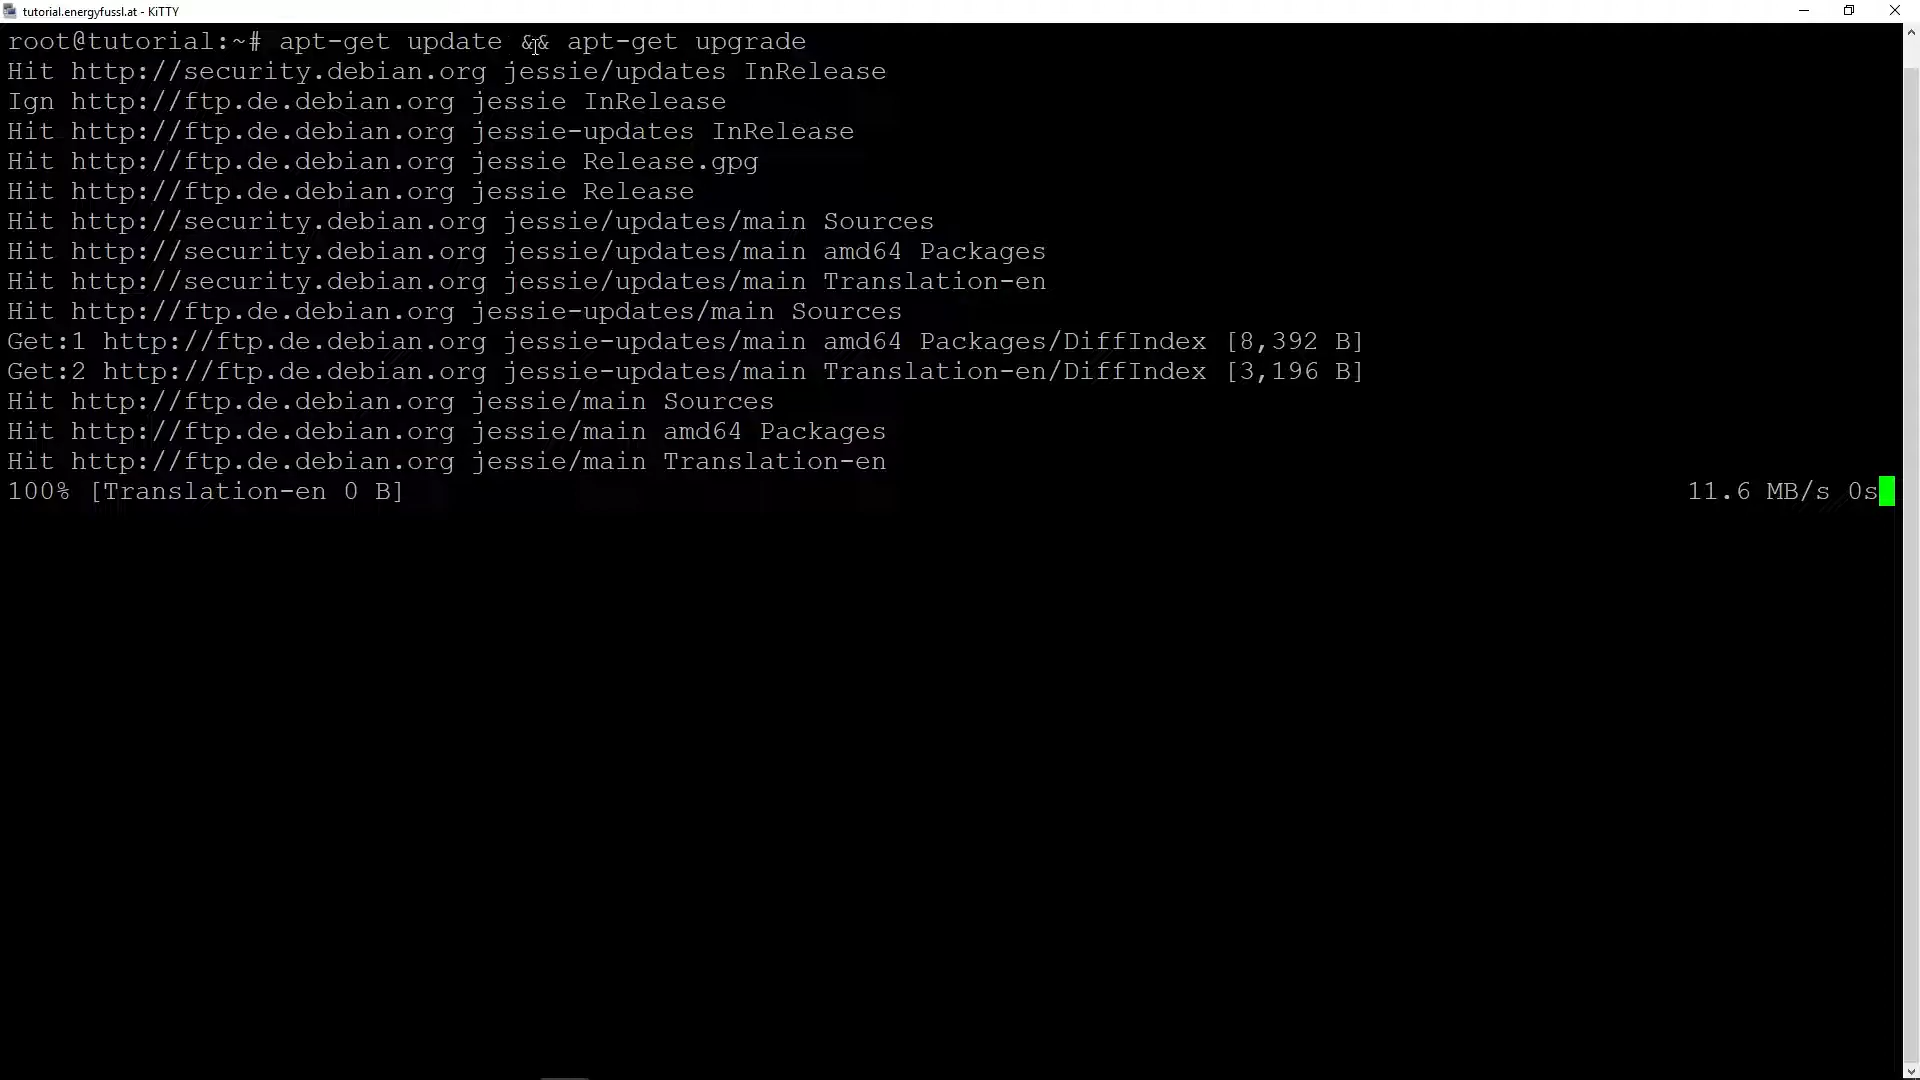 tutorial.energyfussl.at - KiTTY
root@tutorial:~# apt-get update && apt-get upgrade
Hit http://security.debian.org jessie/updates InRelease
Ign http://ftp.de.debian.org jessie InRelease
Hit http://ftp.de.debian.org jessie-updates InRelease
Hit http://ftp.de.debian.org jessie Release.gpg
Hit http://ftp.de.debian.org jessie Release
Hit http://security.debian.org jessie/updates/main Sources
Hit http://security.debian.org jessie/updates/main amd64 Packages
Hit http://security.debian.org jessie/updates/main Translation-en
Hit http://ftp.de.debian.org jessie-updates/main Sources
Get:1 http://ftp.de.debian.org jessie-updates/main amd64 Packages/DiffIndex [8,392 B]
Get:2 http://ftp.de.debian.org jessie-updates/main Translation-en/DiffIndex [3,196 B]
Hit http://ftp.de.debian.org jessie/main Sources
Hit http://ftp.de.debian.org jessie/main amd64 Packages
Hit http://ftp.de.debian.org jessie/main Translation-en
100% [Translation-en 0 B] 11.6 MB/s 0s